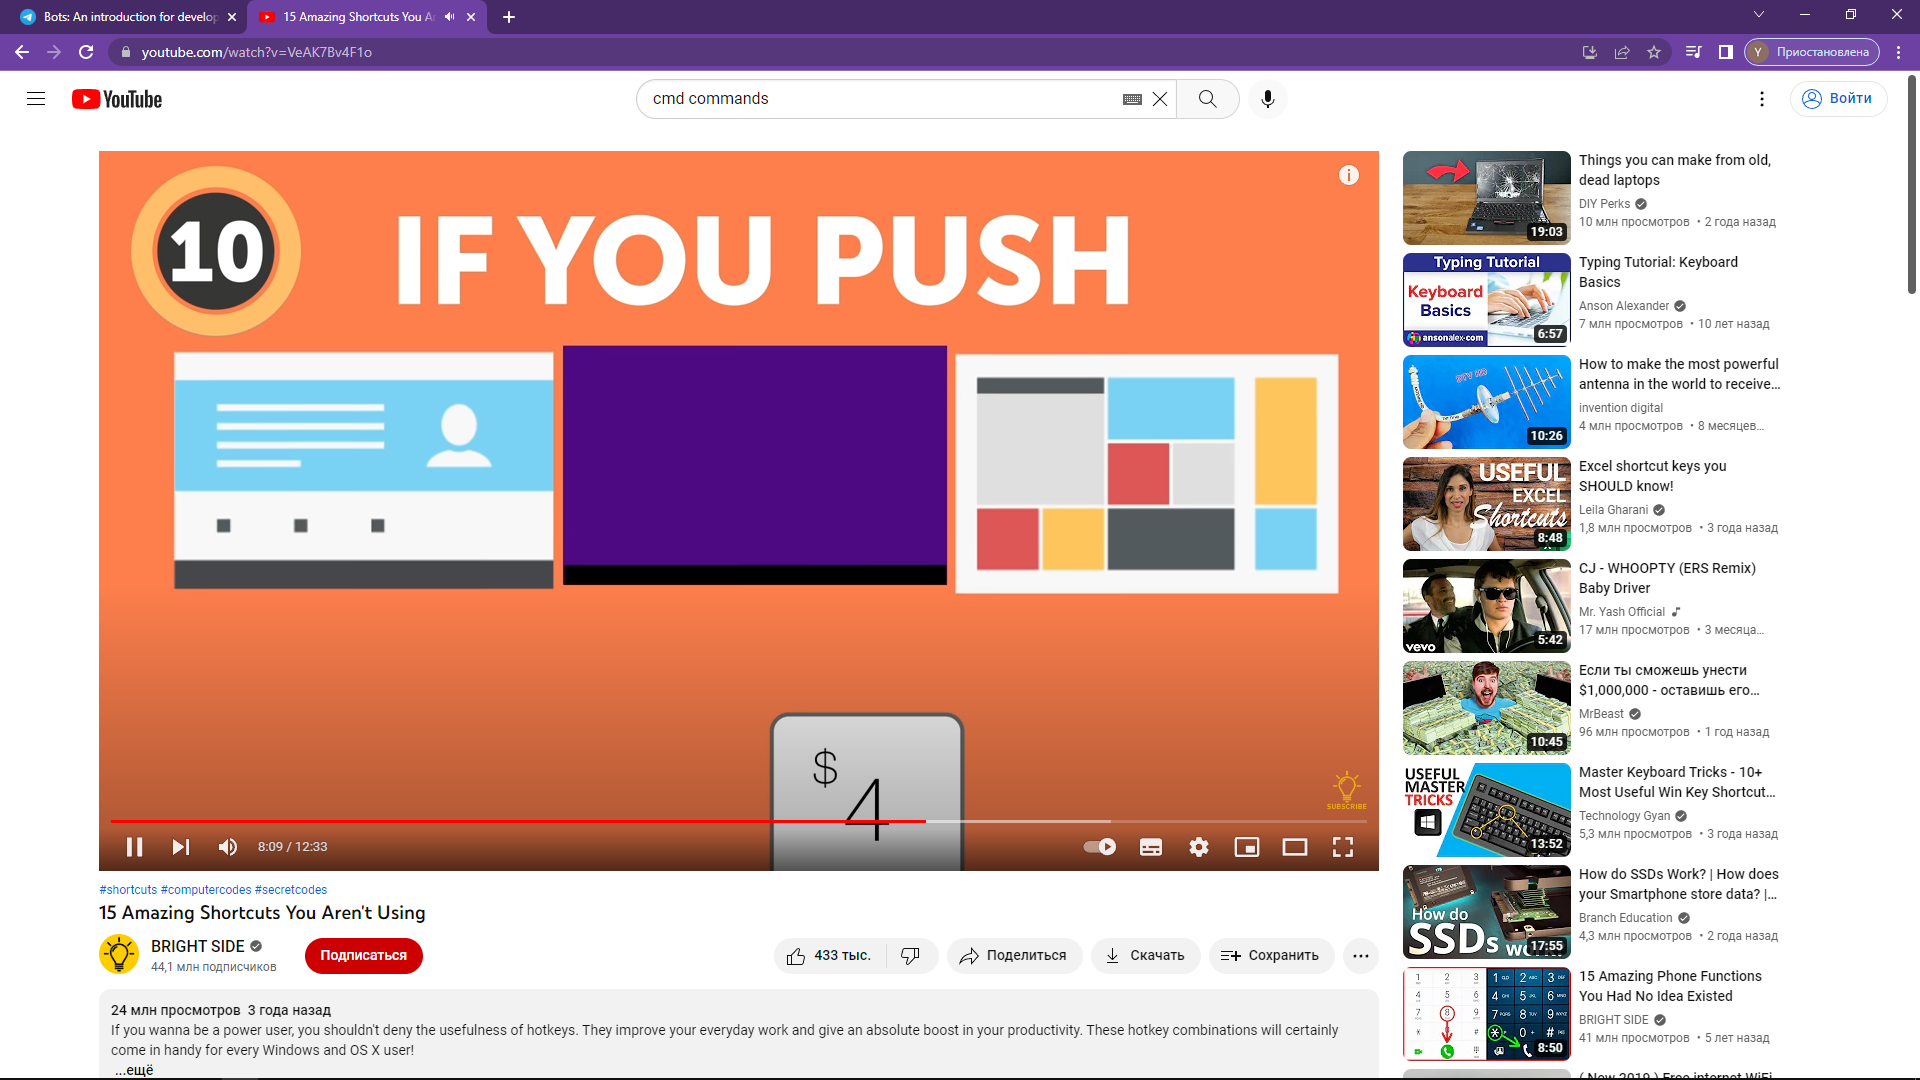 Bots: An introduction for develop
15 Amazing Shortcuts You A
youtube.com/watch?v=VeAK7Bv4F1o
Y Приостановлена
YouTube
cmd commands
Войти
10
IF YOU PUSH
$
4
SUBSCRIBE
8:09 / 12:33
#shortcuts #computercodes #secretcodes
15 Amazing Shortcuts You Aren't Using
BRIGHT SIDE
44,1 млн подписчиков
Подписаться
433 тыс.
Поделиться
Скачать
Сохранить
24 млн просмотров 3 года назад
If you wanna be a power user, you shouldn't deny the usefulness of hotkeys. They improve your everyday work and give an absolute boost in your productivity. These hotkey combinations will certainly
come in handy for every Windows and OS X user!
...ещё
19:03
Things you can make from old,
dead laptops
DIY Perks
10 млн просмотров • 2 года назад
Typing Tutorial
Keyboard
Basics
ansonalex.com
6:57
Typing Tutorial: Keyboard
Basics
Anson Alexander
7 млн просмотров • 10 лет назад
10:26
How to make the most powerful
antenna in the world to receive...
invention digital
4 млн просмотров • 8 месяцев...
USEFUL
EXCEL
Shortcuts
8:48
Excel shortcut keys you
SHOULD know!
Leila Gharani
1,8 млн просмотров • 3 года назад
vevo
5:42
CJ - WHOOPTY (ERS Remix)
Baby Driver
Mr. Yash Official
17 млн просмотров • 3 месяца...
10:45
Если ты сможешь унести
$1,000,000 - оставишь его...
MrBeast
96 млн просмотров • 1 год назад
USEFUL
MASTER
TRICKS
13:52
Master Keyboard Tricks - 10+
Most Useful Win Key Shortcut...
Technology Gyan
5,3 млн просмотров • 3 года назад
How do
SSDs wo
17:55
How do SSDs Work? | How does
your Smartphone store data? |...
Branch Education
4,3 млн просмотров • 2 года назад
8:50
15 Amazing Phone Functions
You Had No Idea Existed
BRIGHT SIDE
41 млн просмотров • 5 лет назад
( New 2019 ) Free internet WiFi